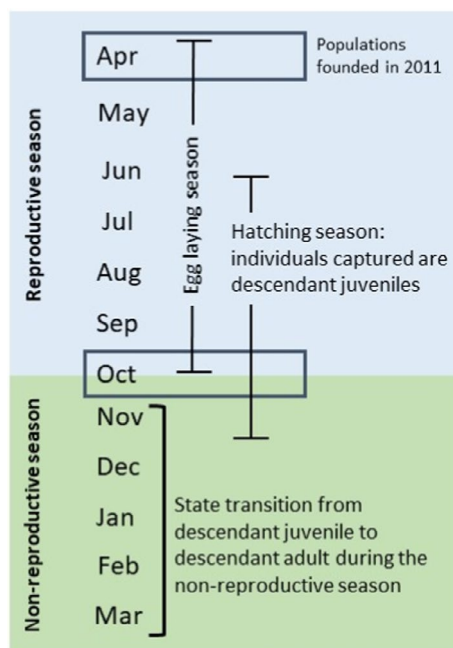 Reproductive season
Non-reproductive season
Apr
May
Jun
Jul
Aug
Sep
Oct
Nov
Dec
Jan
Feb
Mar
Egg laying season
Populations
founded in 2011
Hatching season:
individuals captured are
descendant juveniles
State transition from
descendant juvenile to
descendant adult during the
non-reproductive season